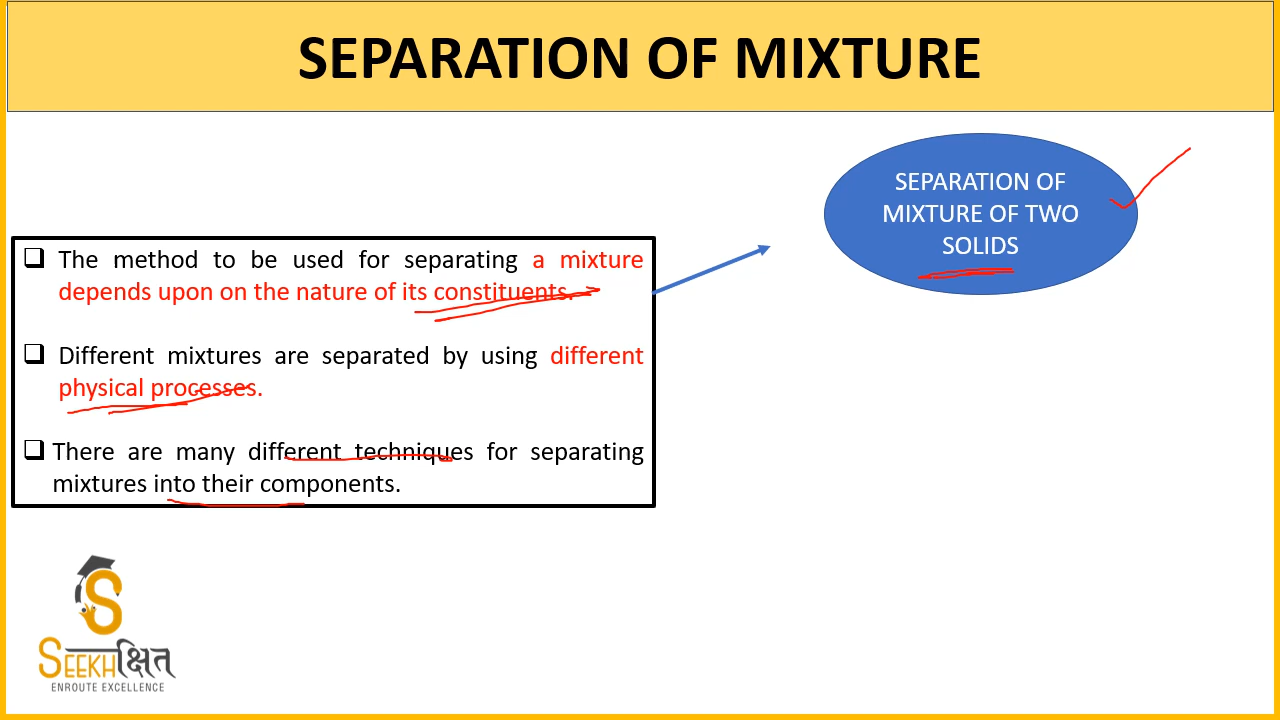 SEPARATION OF MIXTURE
SEPARATION OF
MIXTURE OF TWO
SOLIDS
The method to be used for separating a mixture
depends upon on the nature of its constituents.
Different mixtures are separated by using different
physical processes.
There are many different techniques for separating
mixtures into their components.
S
SEEKHक्षित
ENROUTE EXCELLENCE